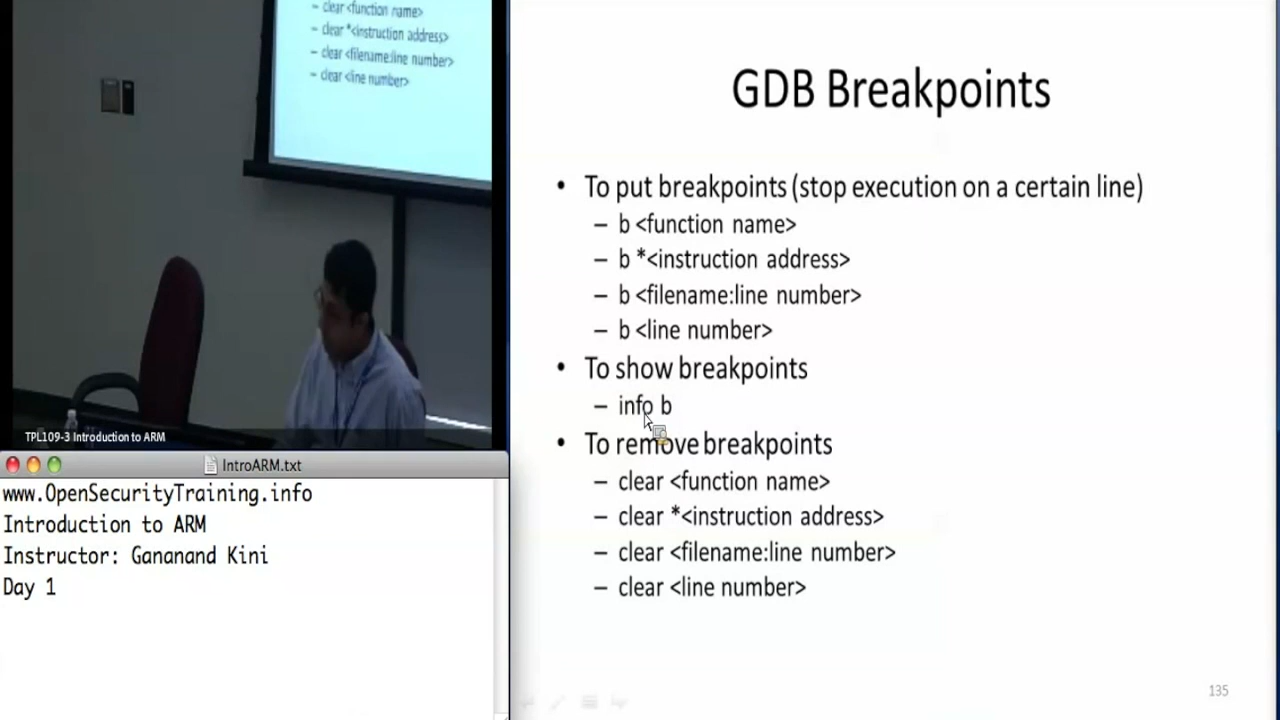 – clear <function name>
– clear *<instruction address>
– clear <filename:line number>
– clear <line number>
TPL109-3 Introduction to ARM
IntroARM.txt
www.OpenSecurityTraining.info
Introduction to ARM
Instructor: Gananand Kini
Day 1
GDB Breakpoints
• To put breakpoints (stop execution on a certain line)
– b <function name>
– b *<instruction address>
– b <filename:line number>
– b <line number>
• To show breakpoints
– info b
• To remove breakpoints
– clear <function name>
– clear *<instruction address>
– clear <filename:line number>
– clear <line number>
135